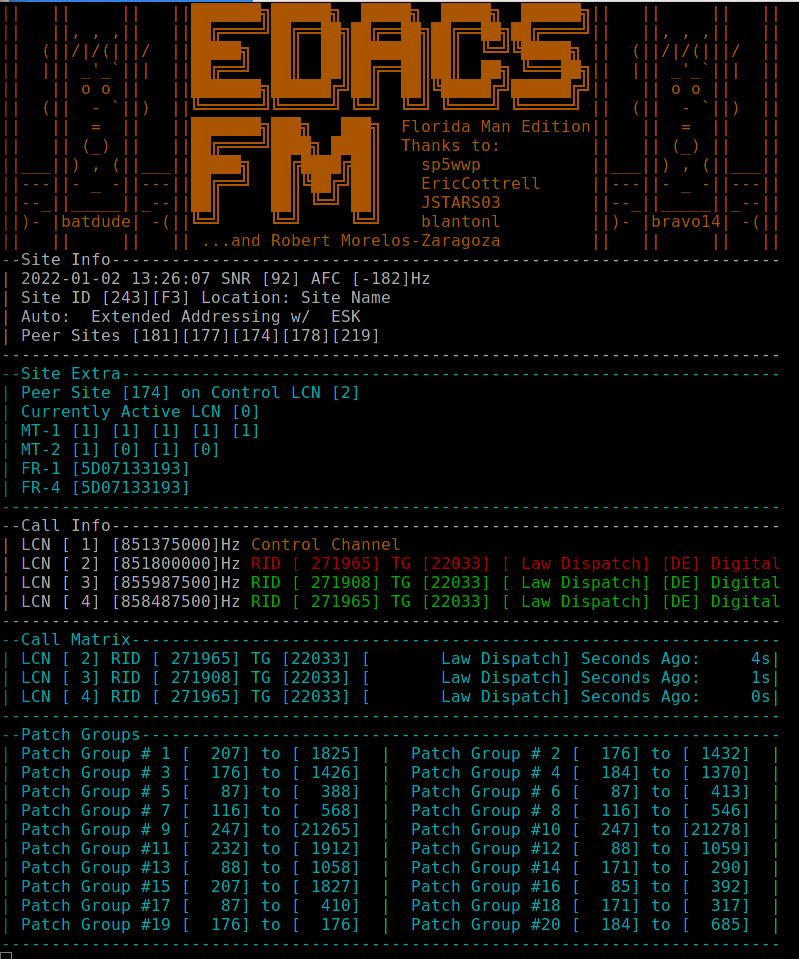 EDACS
FM
Florida Man Edition
Thanks to:
sp5wwp
EricCottrell
JSTARS03
blantonl
...and Robert Morelos-Zaragoza
batdude
bravo14
--Site Info
| 2022-01-02 13:26:07 SNR [92] AFC [-182]Hz
| Site ID [243][F3] Location: Site Name
| Auto:  Extended Addressing w/  ESK
| Peer Sites [181][177][174][178][219]
--Site Extra
| Peer Site [174] on Control LCN [2]
| Currently Active LCN [0]
| MT-1 [1] [1] [1] [1] [1]
| MT-2 [1] [0] [1] [0]
| FR-1 [5D07133193]
| FR-4 [5D07133193]
--Call Info
| LCN [ 1] [851375000]Hz Control Channel
| LCN [ 2] [851800000]Hz RID [ 271965] TG [22033] [ Law Dispatch] [DE] Digital
| LCN [ 3] [855987500]Hz RID [ 271908] TG [22033] [ Law Dispatch] [DE] Digital
| LCN [ 4] [858487500]Hz RID [ 271965] TG [22033] [ Law Dispatch] [DE] Digital
--Call Matrix
| LCN [ 2] RID [ 271965] TG [22033] [       Law Dispatch] Seconds Ago:     4s|
| LCN [ 3] RID [ 271908] TG [22033] [       Law Dispatch] Seconds Ago:     1s|
| LCN [ 4] RID [ 271965] TG [22033] [       Law Dispatch] Seconds Ago:     0s|
--Patch Groups
| Patch Group # 1 [  207] to [ 1825]  |  Patch Group # 2 [  176] to [ 1432]  |
| Patch Group # 3 [  176] to [ 1426]  |  Patch Group # 4 [  184] to [ 1370]  |
| Patch Group # 5 [   87] to [  388]  |  Patch Group # 6 [   87] to [  413]  |
| Patch Group # 7 [  116] to [  568]  |  Patch Group # 8 [  116] to [  546]  |
| Patch Group # 9 [  247] to [21265]  |  Patch Group #10 [  247] to [21278]  |
| Patch Group #11 [  232] to [ 1912]  |  Patch Group #12 [   88] to [ 1059]  |
| Patch Group #13 [   88] to [ 1058]  |  Patch Group #14 [  171] to [  290]  |
| Patch Group #15 [  207] to [ 1827]  |  Patch Group #16 [   85] to [  392]  |
| Patch Group #17 [   87] to [  410]  |  Patch Group #18 [  171] to [  317]  |
| Patch Group #19 [  176] to [  176]  |  Patch Group #20 [  184] to [  685]  |